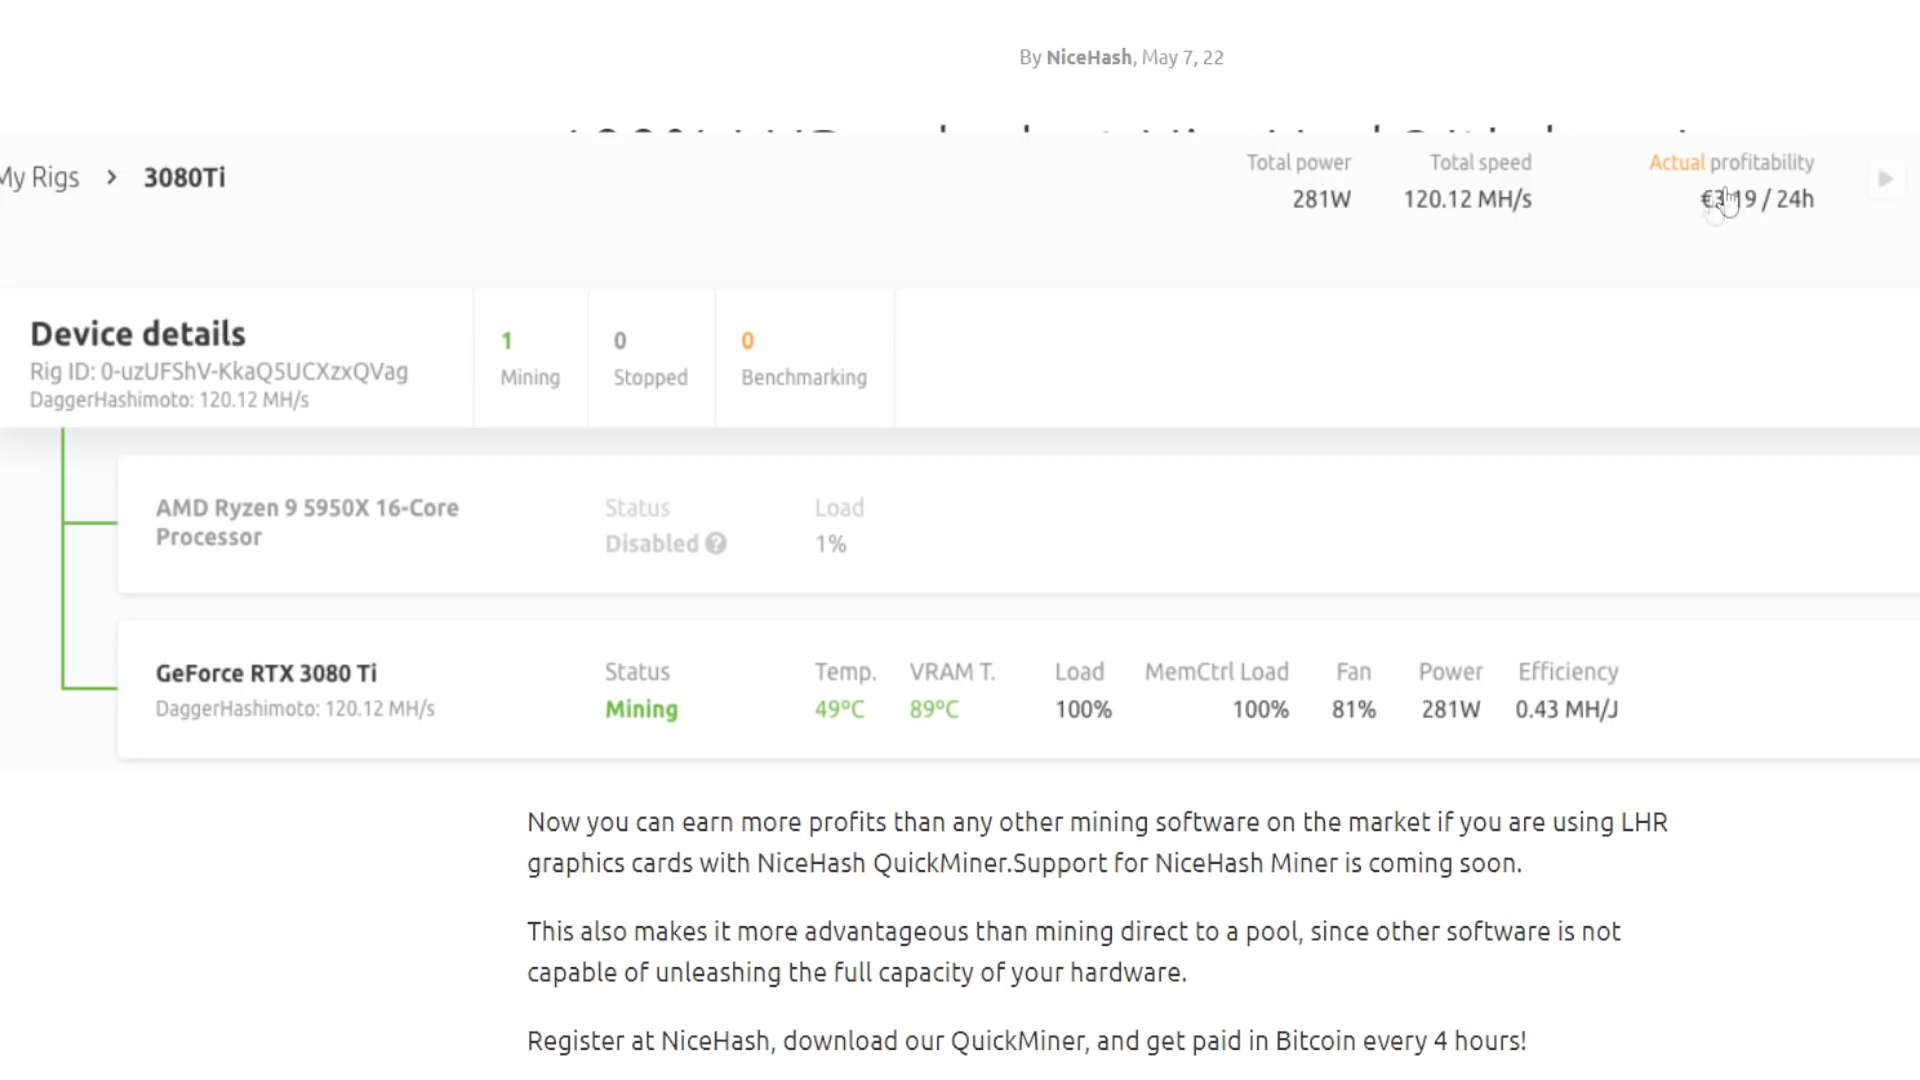 By NiceHash, May 7, 22
My Rigs > 3080Ti
Total power
281W
Total speed
120.12 MH/s
Actual profitability
€3.19 / 24h
Device details
Rig ID: 0-uzUFShV-KkaQ5UCXzxQVag
DaggerHashimoto: 120.12 MH/s
1
Mining
0
Stopped
0
Benchmarking
AMD Ryzen 9 5950X 16-Core
Processor
Status
Disabled ?
Load
1%
GeForce RTX 3080 Ti
DaggerHashimoto: 120.12 MH/s
Status
Mining
Temp.
49°C
VRAM T.
89°C
Load
100%
MemCtrl Load
100%
Fan
81%
Power
281W
Efficiency
0.43 MH/J
Now you can earn more profits than any other mining software on the market if you are using LHR
graphics cards with NiceHash QuickMiner.Support for NiceHash Miner is coming soon.
This also makes it more advantageous than mining direct to a pool, since other software is not
capable of unleashing the full capacity of your hardware.
Register at NiceHash, download our QuickMiner, and get paid in Bitcoin every 4 hours!